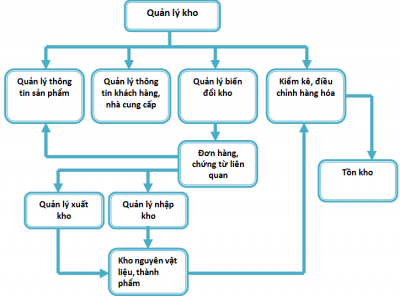 Quản lý kho
Quản lý thông
tin sản phẩm
Quản lý thông
tin khách hàng,
nhà cung cấp
Quản lý biến
đổi kho
Kiểm kê, điều
chỉnh hàng hóa
Đơn hàng,
chứng từ liên
quan
Tồn kho
Quản lý xuất
kho
Quản lý nhập
kho
Kho nguyên vật
liệu, thành
phẩm